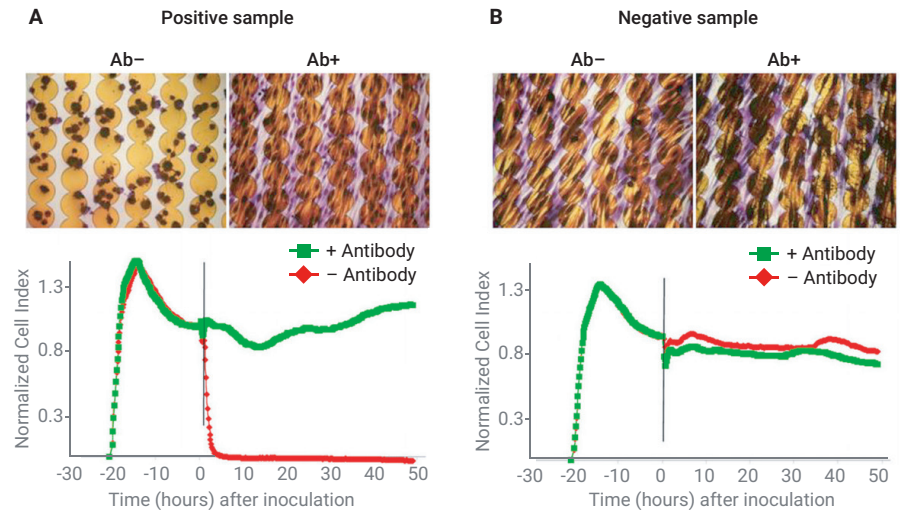 A
Positive sample
Ab−
Ab+
+ Antibody
− Antibody
Normalized Cell Index
1.3
0.8
0.3
-30 -20 -10 0 10 20 30 40 50
Time (hours) after inoculation
B
Negative sample
Ab−
Ab+
+ Antibody
− Antibody
Normalized Cell Index
1.3
0.8
0.3
-30 -20 -10 0 10 20 30 40 50
Time (hours) after inoculation